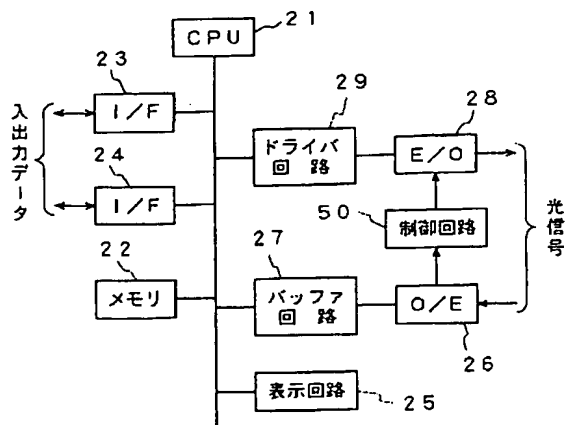 CPU
21
23
I/F
入出力データ
24
I/F
22
メモリ
29
ドライバ
回路
28
E/O
50
制御回路
光信号
27
バッファ
回路
O/E
26
表示回路
25